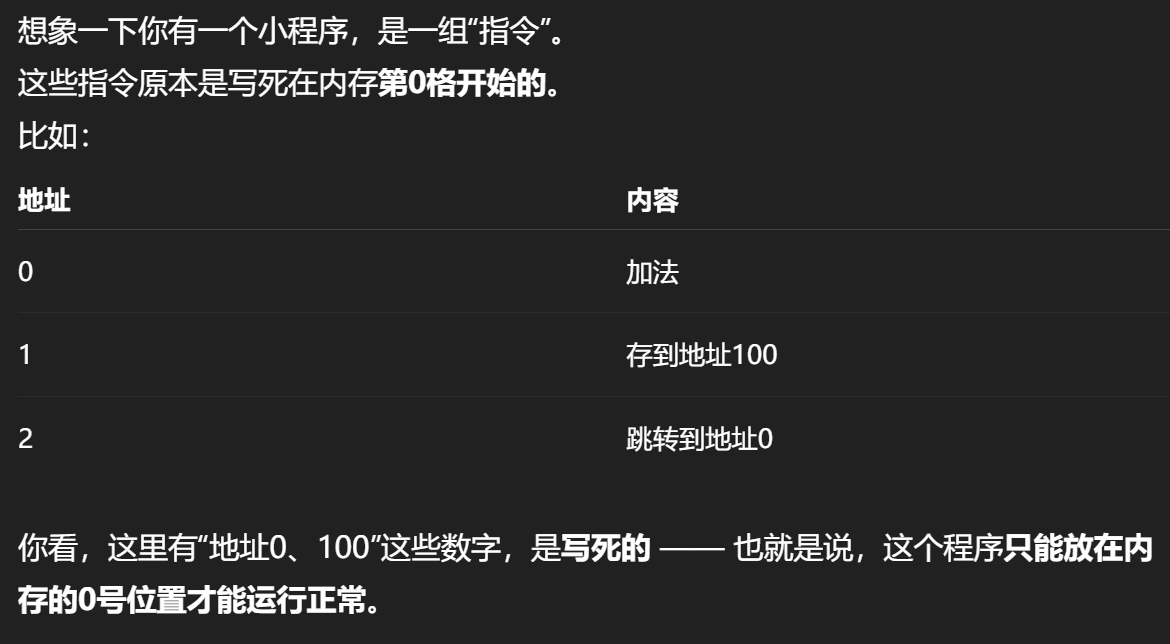 想象一下你有一个小程序，是一组“指令”。
这些指令原本是写死在内存第0格开始的。
比如：
地址 内容
0 加法
1 存到地址100
2 跳转到地址0
你看，这里有“地址0、100”这些数字，是写死的 —— 也就是说，这个程序只能放在内
存的0号位置才能运行正常。